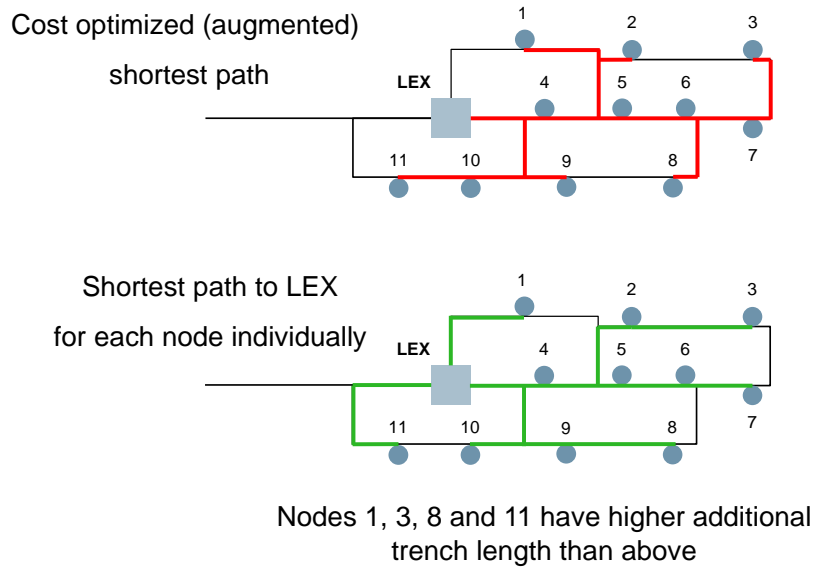 Cost optimized (augmented)
shortest path
1
2
3
LEX
4
5
6
7
11
10
9
8
Shortest path to LEX
for each node individually
1
2
3
LEX
4
5
6
7
11
10
9
8
Nodes 1, 3, 8 and 11 have higher additional
trench length than above